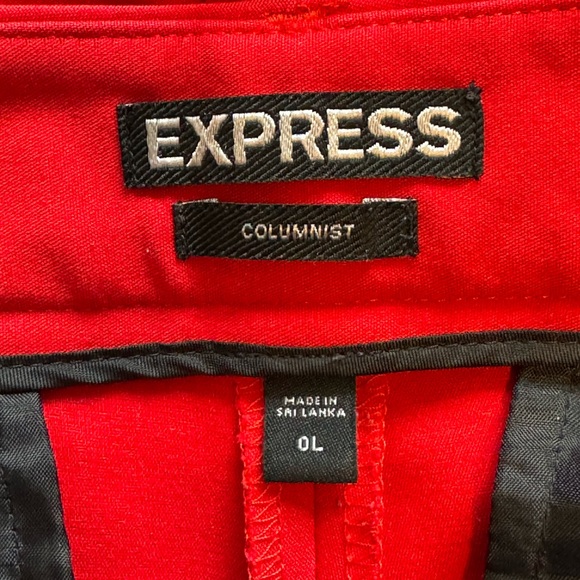 EXPRESS
COLUMNIST
MADE IN
SRI LANKA
0L